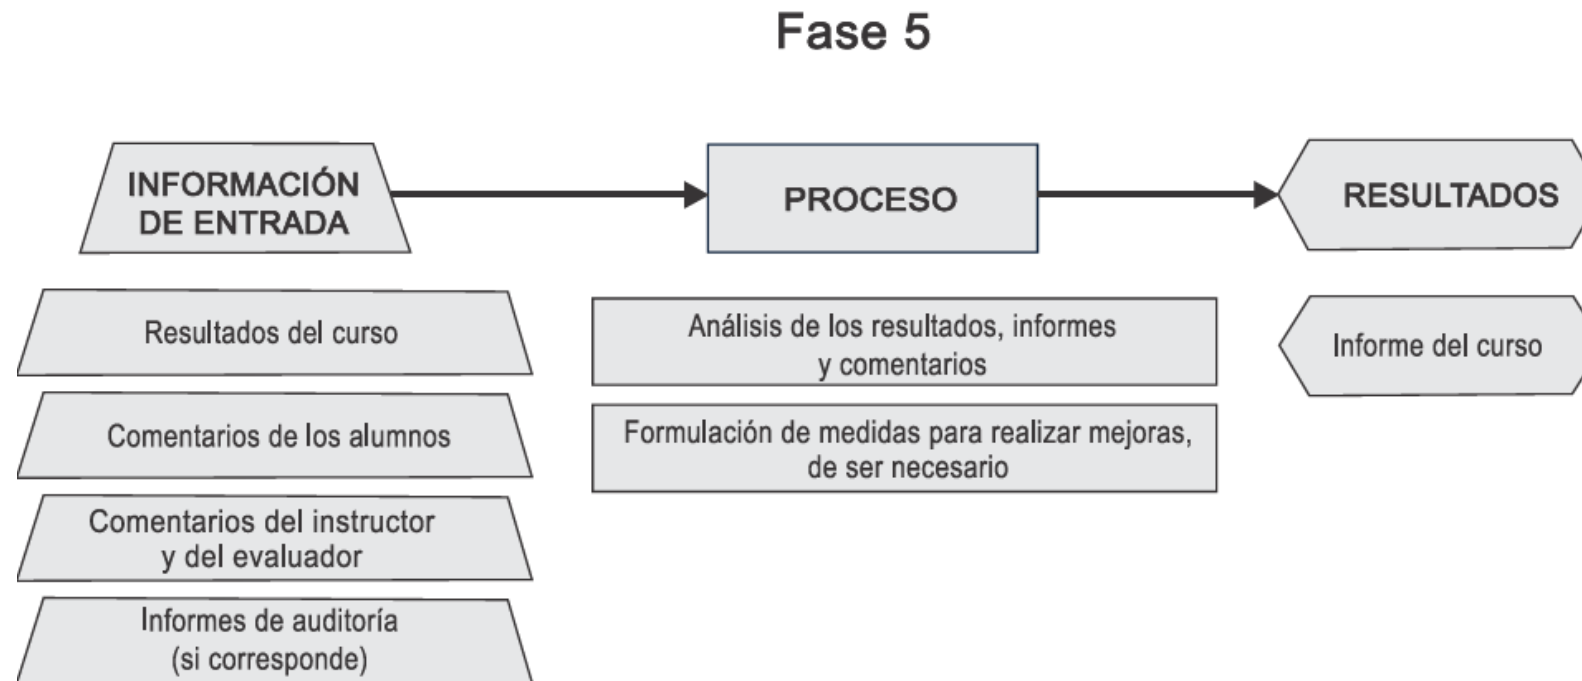 Fase 5
INFORMACIÓN
DE ENTRADA
PROCESO
RESULTADOS
Resultados del curso
Comentarios de los alumnos
Comentarios del instructor
y del evaluador
Informes de auditoría
(si corresponde)
Análisis de los resultados, informes
y comentarios
Formulación de medidas para realizar mejoras,
de ser necesario
Informe del curso